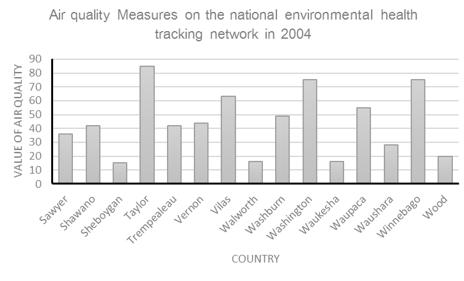 Air quality Measures on the national environmental health
tracking network in 2004
VALUE OF AIR QUALITY
90
80
70
60
50
40
30
20
10
0
Sawyer
Shawano
Sheboygan
Taylor
Trempealeau
Vernon
Vilas
Walworth
Washburn
Washington
Waukesha
Waupaca
Waushara
Winnebago
Wood
COUNTRY